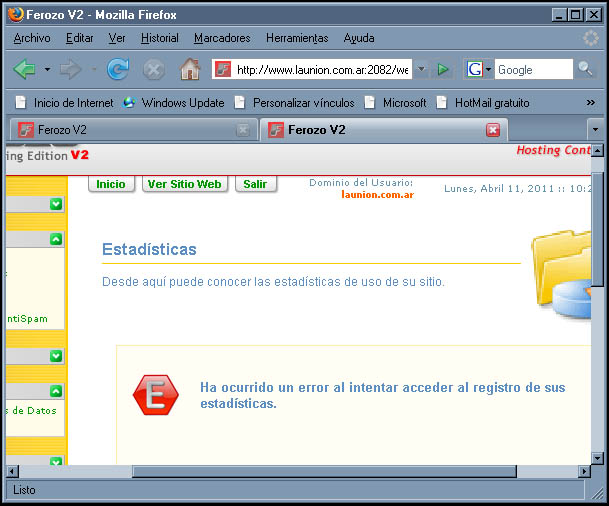 Ferozo V2 - Mozilla Firefox
Archivo Editar Ver Historial Marcadores Herramientas Ayuda
http://www.launion.com.ar:2082/we
G Google
Inicio de Internet Windows Update Personalizar vínculos Microsoft HotMail gratuito »
Ferozo V2 Ferozo V2
ing Edition V2
Hosting Cont
Inicio Ver Sitio Web Salir
Dominio del Usuario:
launion.com.ar
Lunes, Abril 11, 2011 :: 10:2
Estadísticas
Desde aquí puede conocer las estadísticas de uso de su sitio.
ntiSpam
s de Datos
E
Ha ocurrido un error al intentar acceder al registro de sus
estadísticas.
Listo